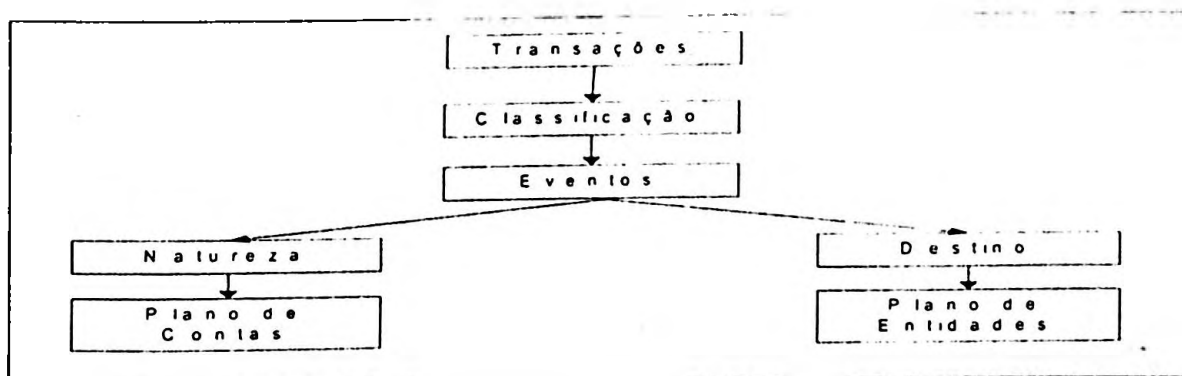 Transações
Classificação
Eventos
Natureza
Destino
Plano de
Contas
Plano de
Entidades